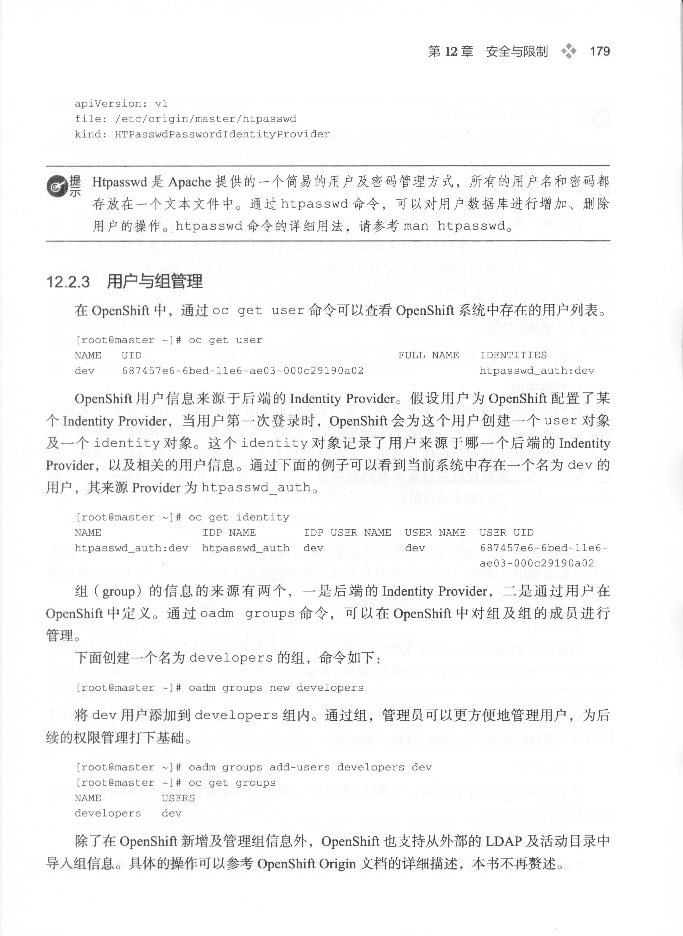 第 12 章　安全与限制　179
apiVersion: v1
file: /etc/origin/master/htpasswd
kind: HTPasswdPasswordIdentityProvider
提示 Htpasswd 是 Apache 提供的一个简易的用户及密码管理方式，所有的用户名和密码都
存放在一个文本文件中。通过 htpasswd 命令，可以对用户数据库进行增加、删除
用户的操作。htpasswd 命令的详细用法，请参考 man htpasswd。
12.2.3　用户与组管理
在 OpenShift 中，通过 oc get user 命令可以查看 OpenShift 系统中存在的用户列表。
[root@master ~]# oc get user
NAME UID FULL NAME IDENTITIES
dev 687457e6-6bed-11e6-ae03-000c29190a02 htpasswd_auth:dev
OpenShift 用户信息来源于后端的 Indentity Provider。假设用户为 OpenShift 配置了某
个 Indentity Provider，当用户第一次登录时，OpenShift 会为这个用户创建一个 user 对象
及一个 identity 对象。这个 identity 对象记录了用户来源于哪一个后端的 Indentity
Provider，以及相关的用户信息。通过下面的例子可以看到当前系统中存在一个名为 dev 的
用户，其来源 Provider 为 htpasswd_auth。
[root@master ~]# oc get identity
NAME IDP NAME IDP USER NAME USER NAME USER UID
htpasswd_auth:dev htpasswd_auth dev dev 687457e6-6bed-11e6-
ae03-000c29190a02
组（group）的信息的来源有两个，一是后端的 Indentity Provider，二是通过用户在
OpenShift 中定义。通过 oadm groups 命令，可以在 OpenShift 中对组及组的成员进行
管理。
下面创建一个名为 developers 的组，命令如下：
[root@master ~]# oadm groups new developers
将 dev 用户添加到 developers 组内。通过组，管理员可以更方便地管理用户，为后
续的权限管理打下基础。
[root@master ~]# oadm groups add-users developers dev
[root@master ~]# oc get groups
NAME USERS
developers dev
除了在 OpenShift 新增及管理组信息外，OpenShift 也支持从外部的 LDAP 及活动目录中
导入组信息。具体的操作可以参考 OpenShift Origin 文档的详细描述，本书不再赘述。